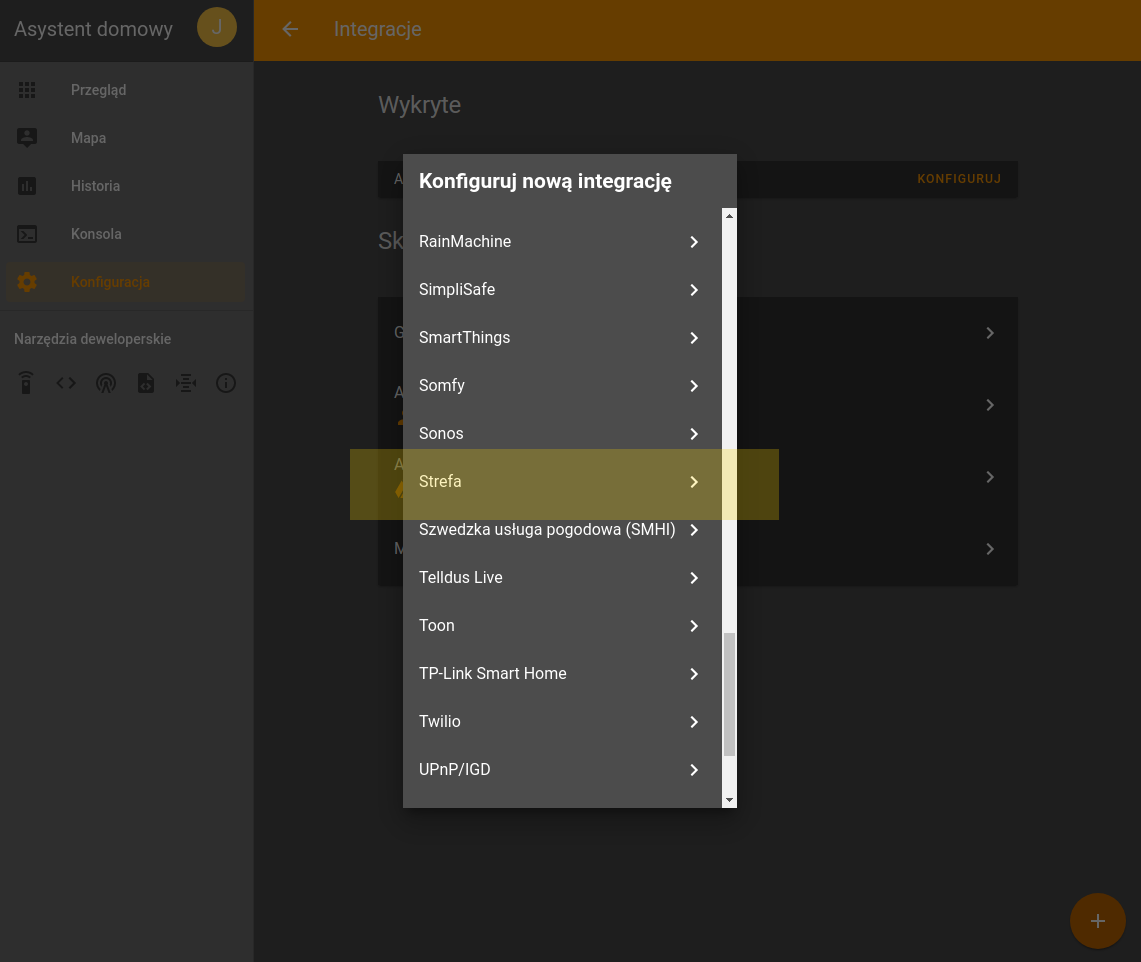 Asystent domowy
J
Integracje
Przegląd
Mapa
Historia
Konsola
Konfiguracja
Narzędzia deweloperskie
Wykryte
KONFIGURUJ
Konfiguruj nową integrację
RainMachine
SimpliSafe
SmartThings
Somfy
Sonos
Strefa
Szwedzka usługa pogodowa (SMHI)
Telldus Live
Toon
TP-Link Smart Home
Twilio
UPnP/IGD